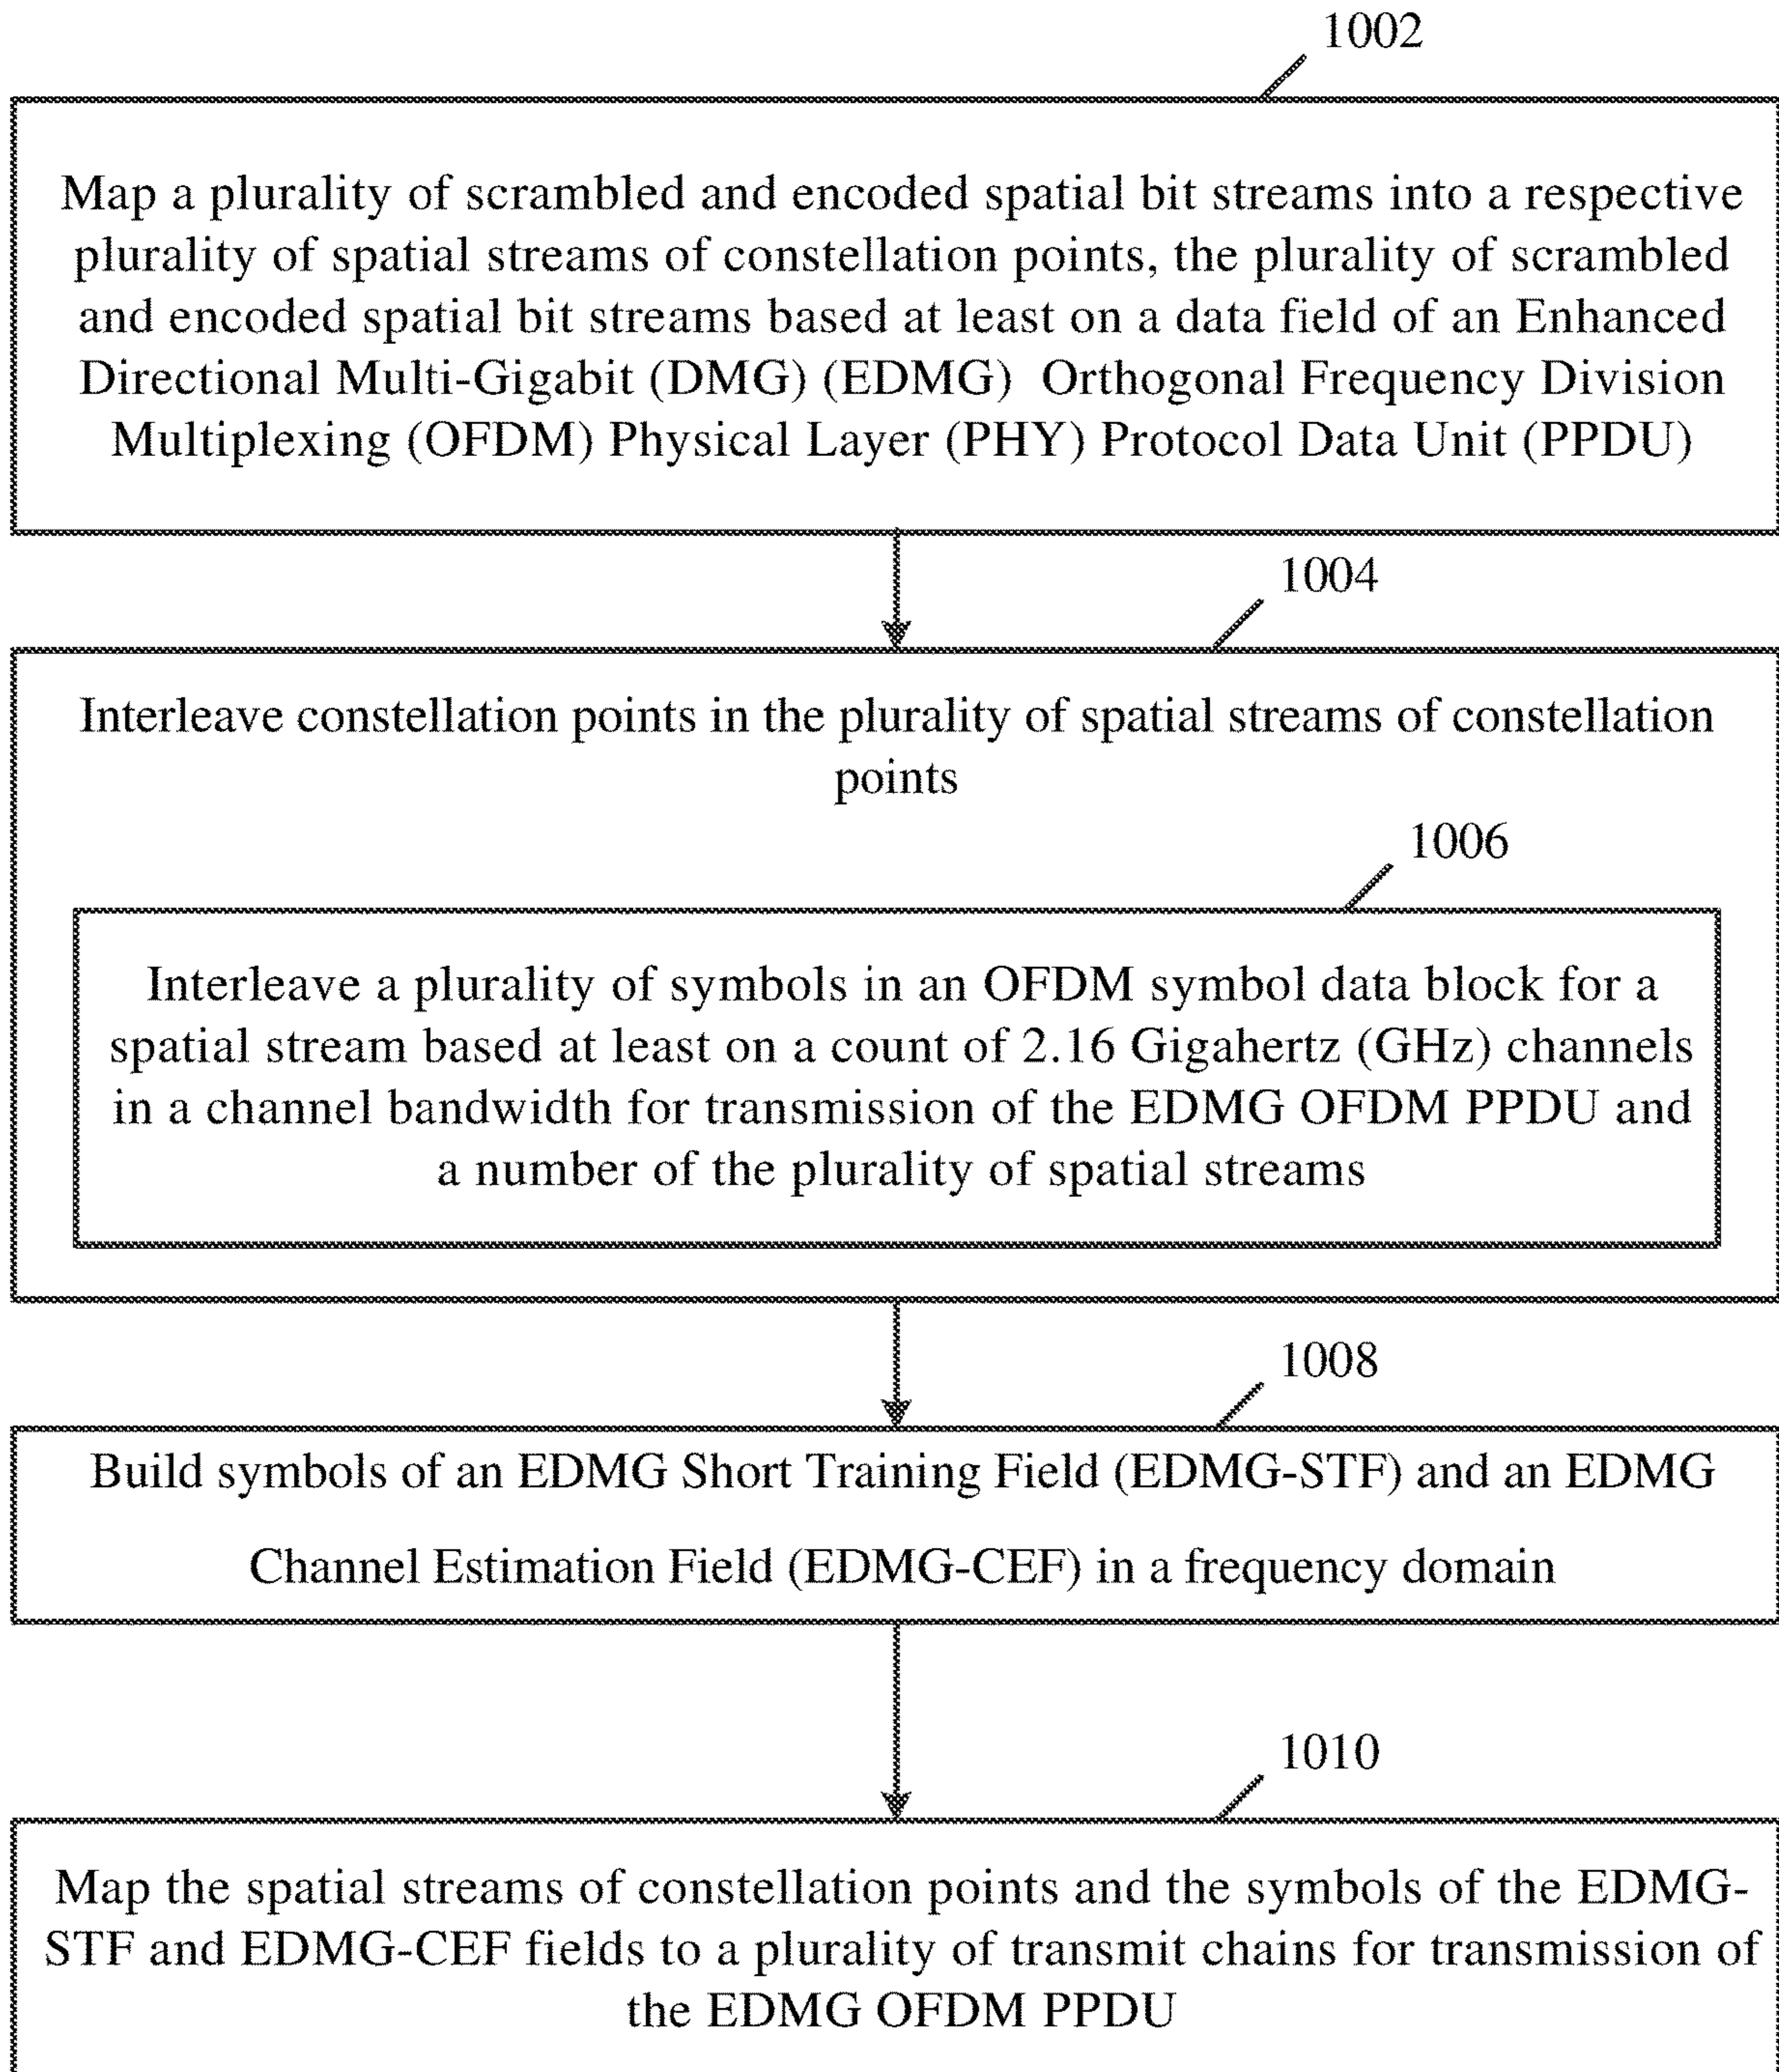 1002
Map a plurality of scrambled and encoded spatial bit streams into a respective
plurality of spatial streams of constellation points, the plurality of scrambled
and encoded spatial bit streams based at least on a data field of an Enhanced
Directional Multi-Gigabit (DMG) (EDMG) Orthogonal Frequency Division
Multiplexing (OFDM) Physical Layer (PHY) Protocol Data Unit (PPDU)
1004
Interleave constellation points in the plurality of spatial streams of constellation
points
1006
Interleave a plurality of symbols in an OFDM symbol data block for a
spatial stream based at least on a count of 2.16 Gigahertz (GHz) channels
in a channel bandwidth for transmission of the EDMG OFDM PPDU and
a number of the plurality of spatial streams
1008
Build symbols of an EDMG Short Training Field (EDMG-STF) and an EDMG
Channel Estimation Field (EDMG-CEF) in a frequency domain
1010
Map the spatial streams of constellation points and the symbols of the EDMG-
STF and EDMG-CEF fields to a plurality of transmit chains for transmission of
the EDMG OFDM PPDU